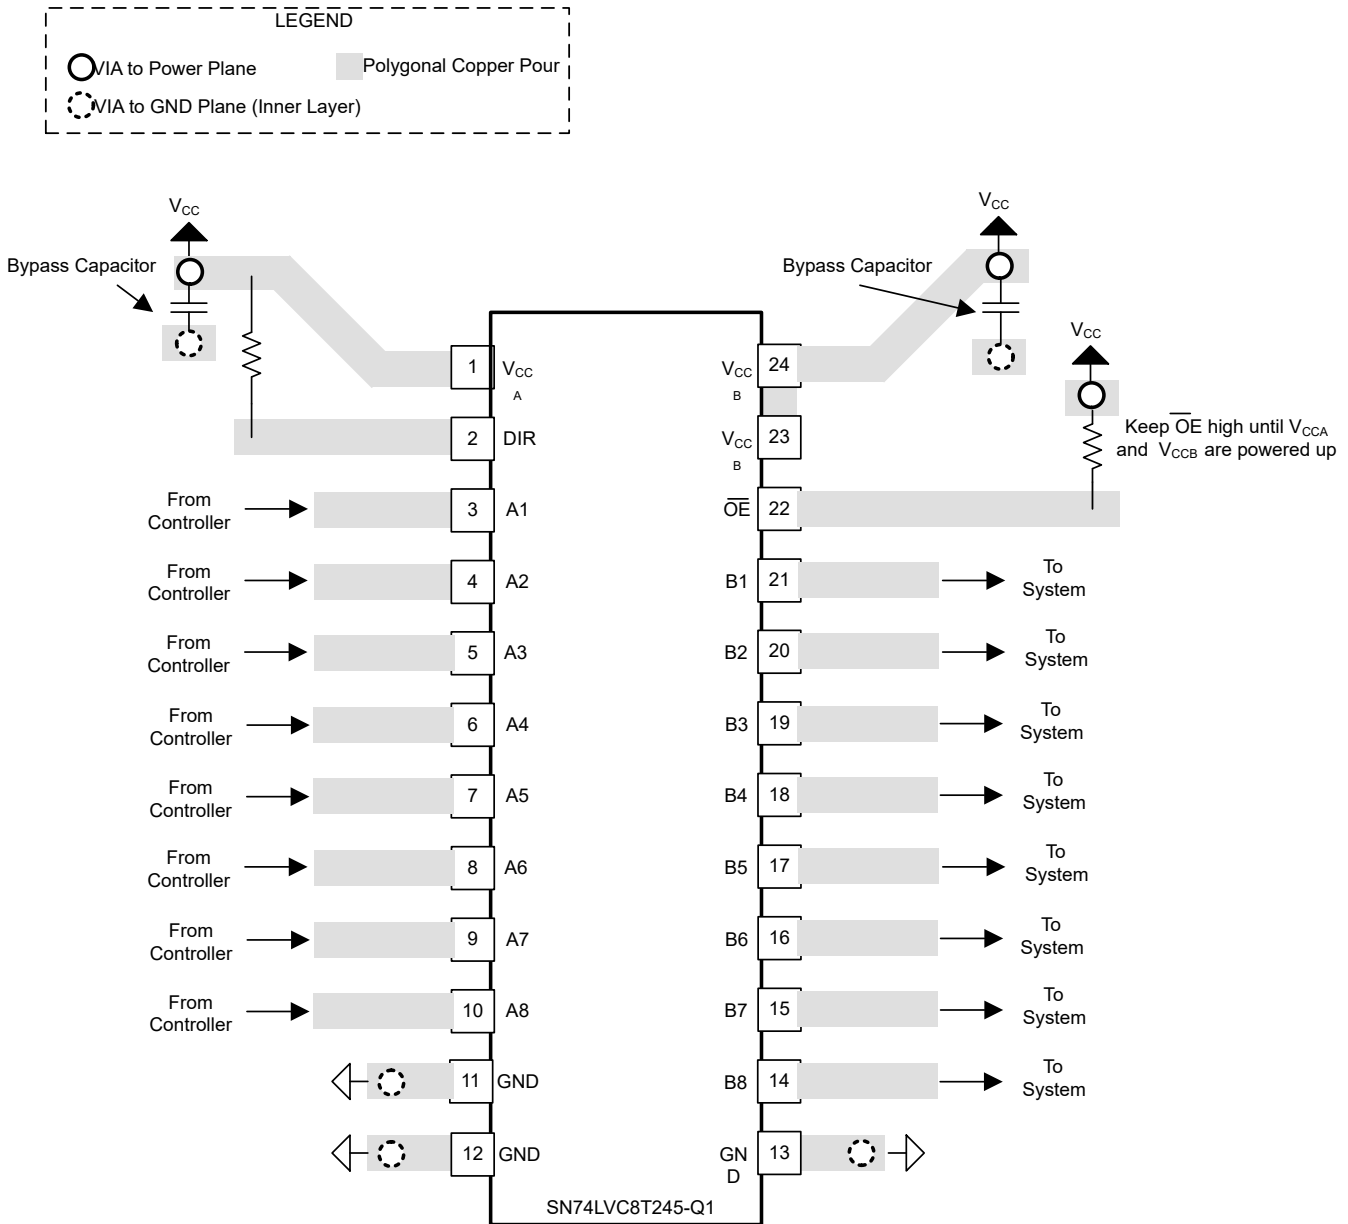 LEGEND
VIA to Power Plane
Polygonal Copper Pour
VIA to GND Plane (Inner Layer)
VCC
Bypass Capacitor
VCC
Bypass Capacitor
VCC
Keep O̅E̅ high until VCCA
and VCCB are powered up
1
VCC
A
VCC
B
24
2
DIR
VCC
B
23
From
Controller
3
A1
O̅E̅
22
From
Controller
4
A2
B1
21
To
System
From
Controller
5
A3
B2
20
To
System
From
Controller
6
A4
B3
19
To
System
From
Controller
7
A5
B4
18
To
System
From
Controller
8
A6
B5
17
To
System
From
Controller
9
A7
B6
16
To
System
From
Controller
10
A8
B7
15
To
System
11
GND
B8
14
To
System
12
GND
GN
D
13
SN74LVC8T245-Q1